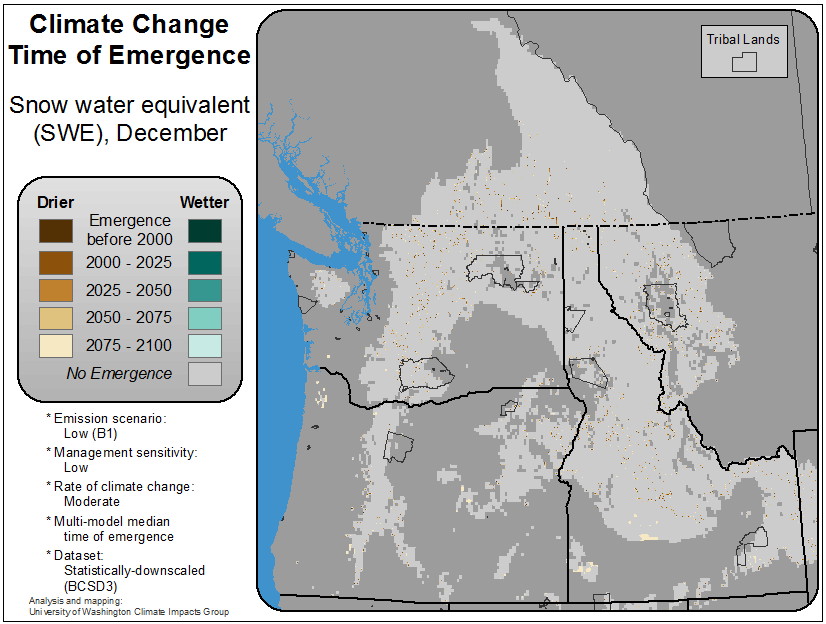 Climate Change
Time of Emergence
Snow water equivalent
(SWE), December
Tribal Lands
Drier
Wetter
Emergence
before 2000
2000 - 2025
2025 - 2050
2050 - 2075
2075 - 2100
No Emergence
* Emission scenario:
Low (B1)
* Management sensitivity:
Low
* Rate of climate change:
Moderate
* Multi-model median
time of emergence
* Dataset:
Statistically-downscaled
(BCSD3)
Analysis and mapping:
University of Washington Climate Impacts Group